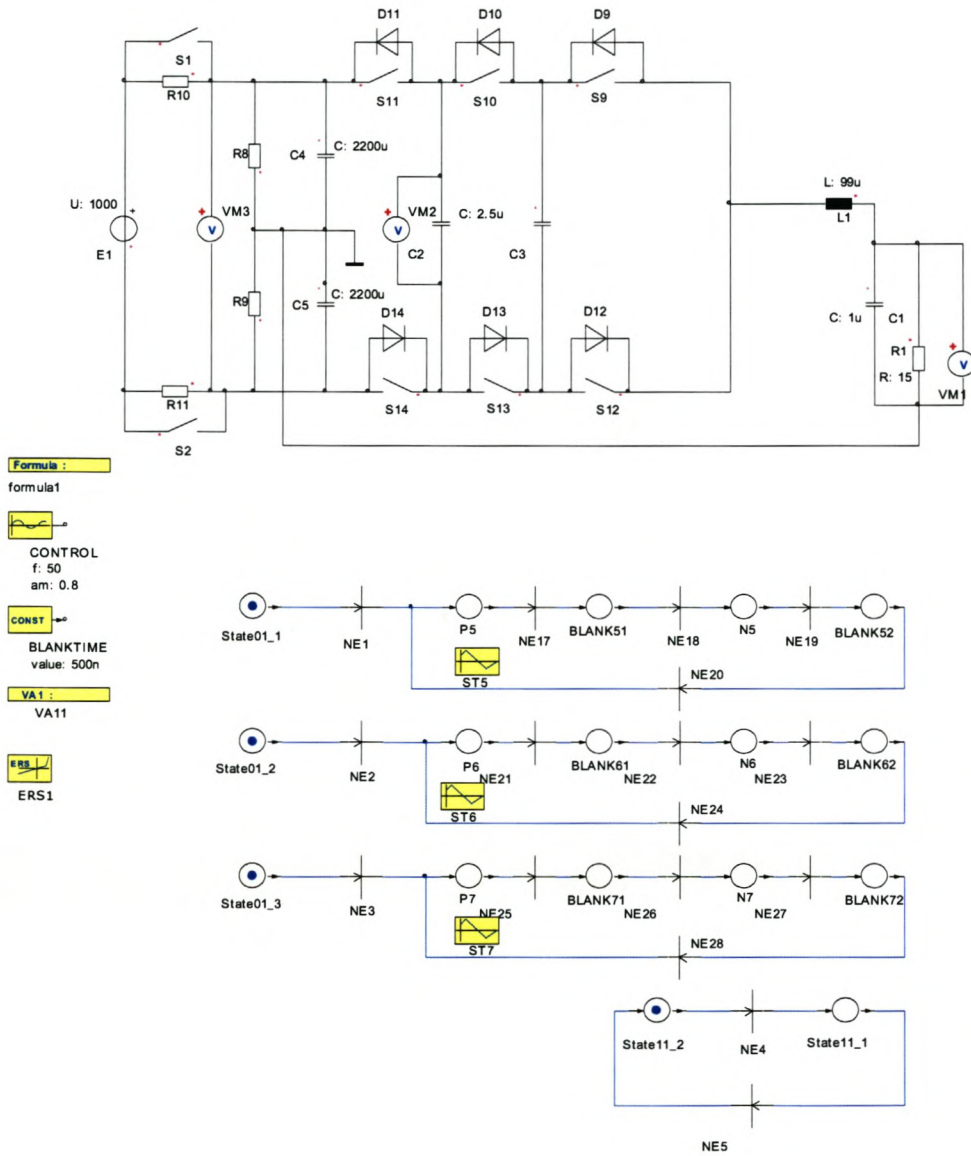 D11 D10 D9
S1
R10 S11 S10 S9
R8 C4 C: 2200u
L: 99u
U: 1000 + VM3 + V VM2 + V C: 2.5u L1
E1 C2 C3
R9 C5 C: 2200u D14 D13 D12
C: 1u C1
R1 + V
R: 15
R11 VM1
S14 S13 S12
S2
Formula :
formula1
CONTROL
f: 50
am: 0.8
CONST
BLANKTIME
value: 500n
VA1 :
VA11
ERS
ERS1
State01_1 NE1 P5 NE17 BLANK51 NE18 N5 NE19 BLANK52
ST5 NE20
State01_2 NE2 P6 NE21 BLANK61 NE22 N6 NE23 BLANK62
ST6 NE24
State01_3 NE3 P7 NE25 BLANK71 NE26 N7 NE27 BLANK72
ST7 NE28
State11_2 NE4 State11_1
NE5